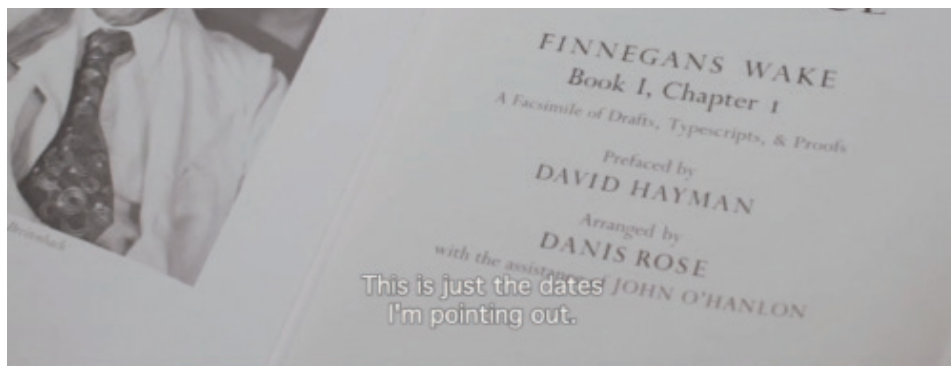 FINNEGANS WAKE
Book I, Chapter 1
A Facsimile of Drafts, Typescripts, & Proofs
Prefaced by
DAVID HAYMAN
Arranged by
DANIS ROSE
with the assistance of JOHN O'HANLON
This is just the dates
I'm pointing out.